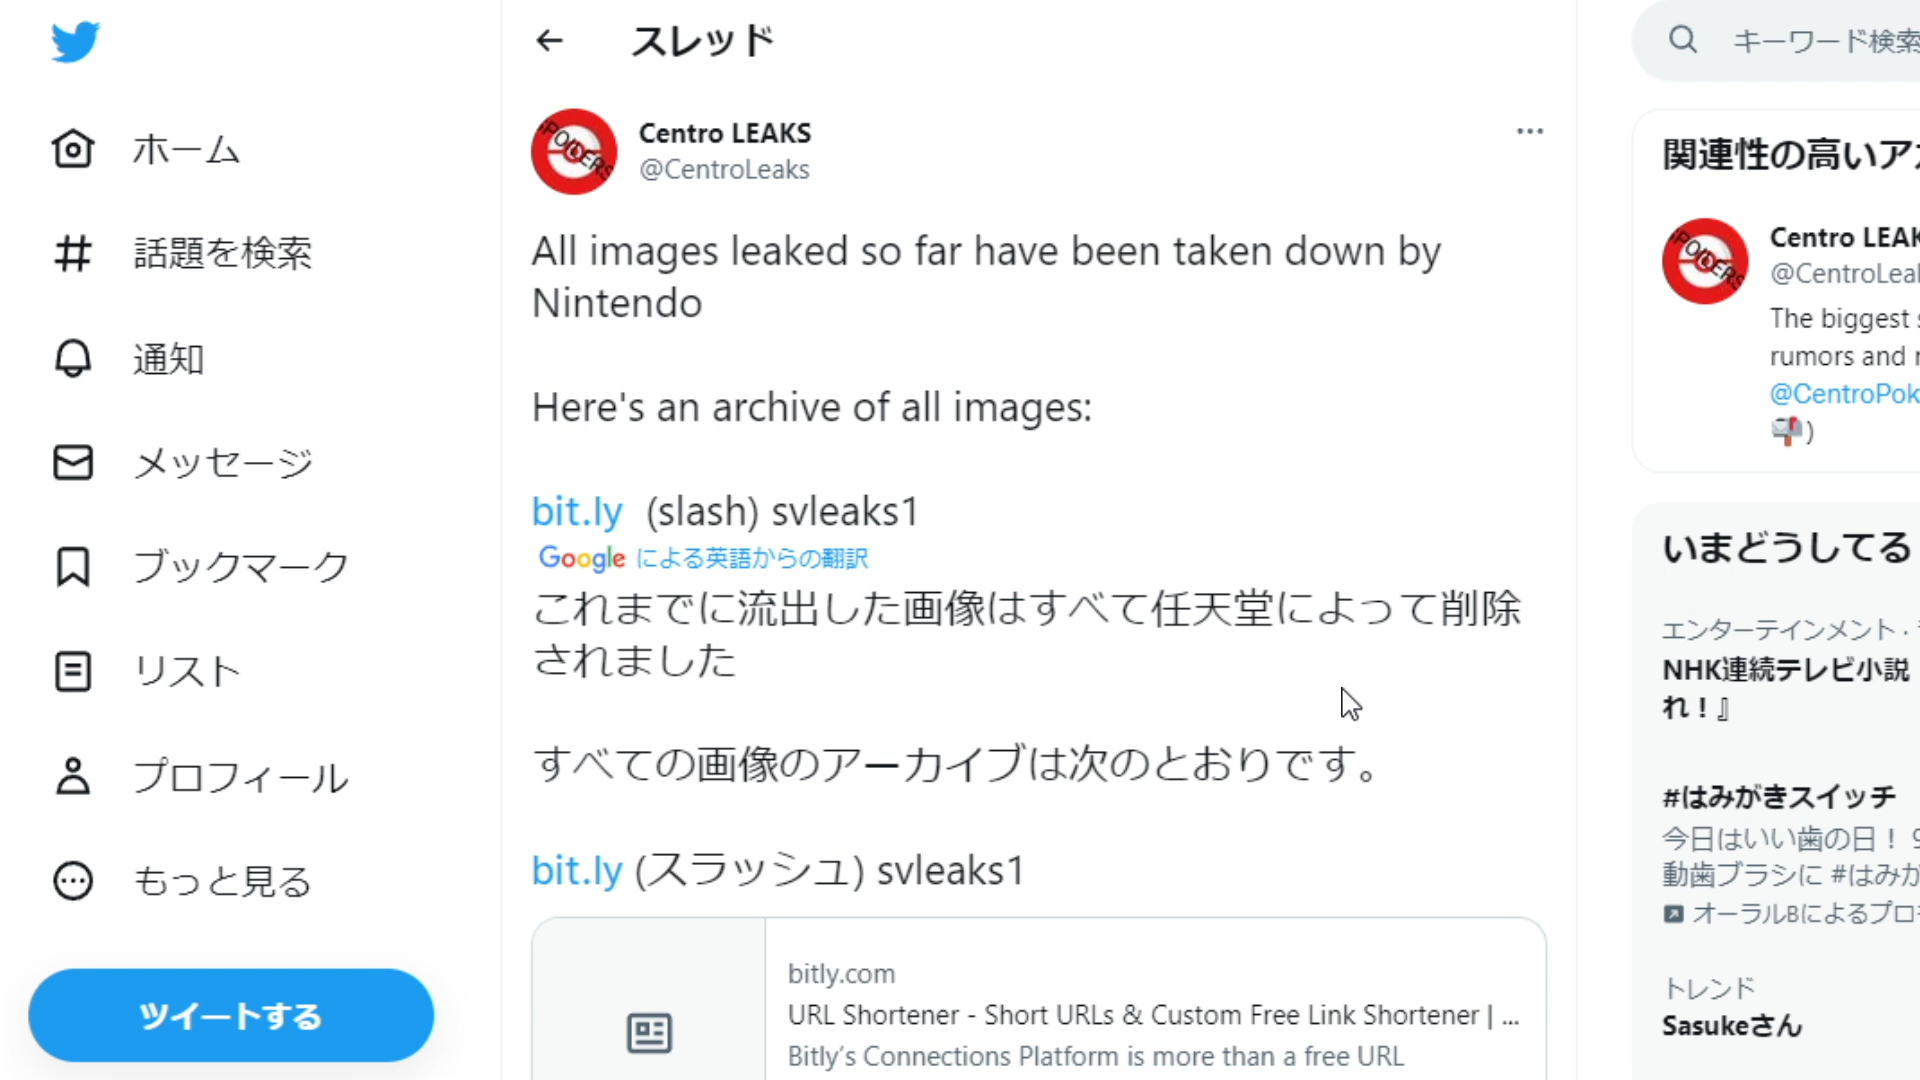 ホーム
話題を検索
通知
メッセージ
ブックマーク
リスト
プロフィール
もっと見る
ツイートする
スレッド
Centro LEAKS
@CentroLeaks
All images leaked so far have been taken down by
Nintendo
Here's an archive of all images:
bit.ly (slash) svleaks1
Google による英語からの翻訳
これまでに流出した画像はすべて任天堂によって削除
されました
すべての画像のアーカイブは次のとおりです。
bit.ly (スラッシュ) svleaks1
bitly.com
URL Shortener - Short URLs & Custom Free Link Shortener | ...
Bitly's Connections Platform is more than a free URL
キーワード検索
関連性の高いア
Centro LEAK
@CentroLeak
The biggest
rumors and
@CentroPok
)
いまどうしてる
エンターテインメント ·
NHK連続テレビ小説
れ！』
#はみがきスイッチ
今日はいい歯の日！
動歯ブラシに #はみが
オーラルBによるプロ
トレンド
Sasukeさん